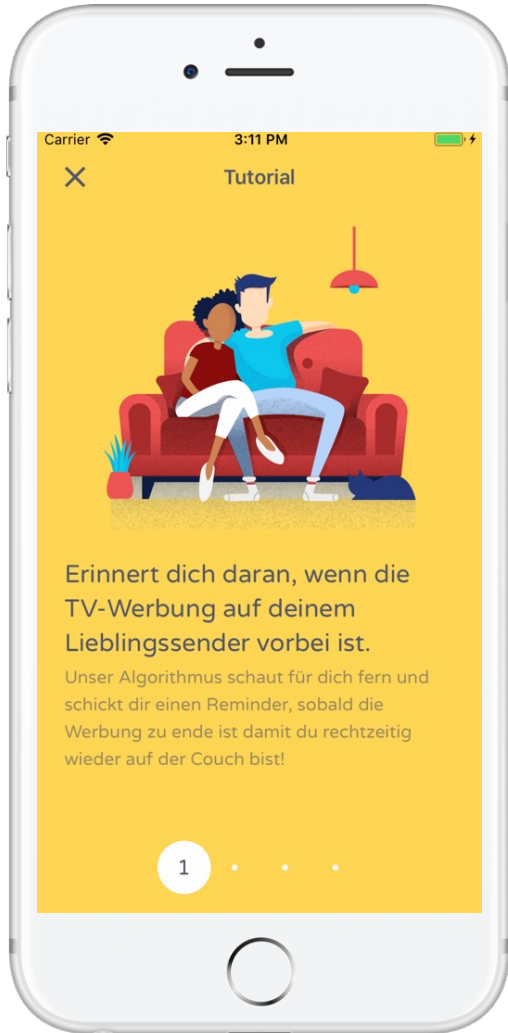 Carrier 3:11 PM
Tutorial
Erinnert dich daran, wenn die
TV-Werbung auf deinem
Lieblingssender vorbei ist.
Unser Algorithmus schaut für dich fern und
schickt dir einen Reminder, sobald die
Werbung zu ende ist damit du rechtzeitig
wieder auf der Couch bist!
1